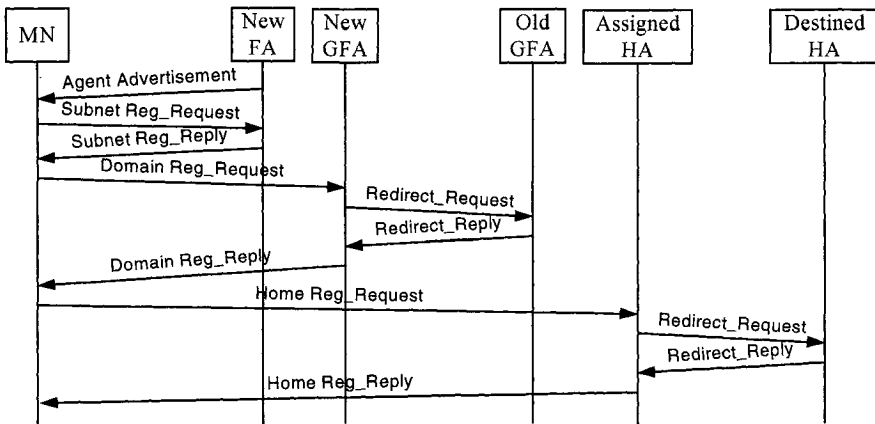 MN
New
FA
New
GFA
Old
GFA
Assigned
HA
Destined
HA
Agent Advertisement
Subnet Reg_Request
Subnet Reg_Reply
Domain Reg_Request
Redirect_Request
Redirect_Reply
Domain Reg_Reply
Home Reg_Request
Redirect_Request
Redirect_Reply
Home Reg_Reply